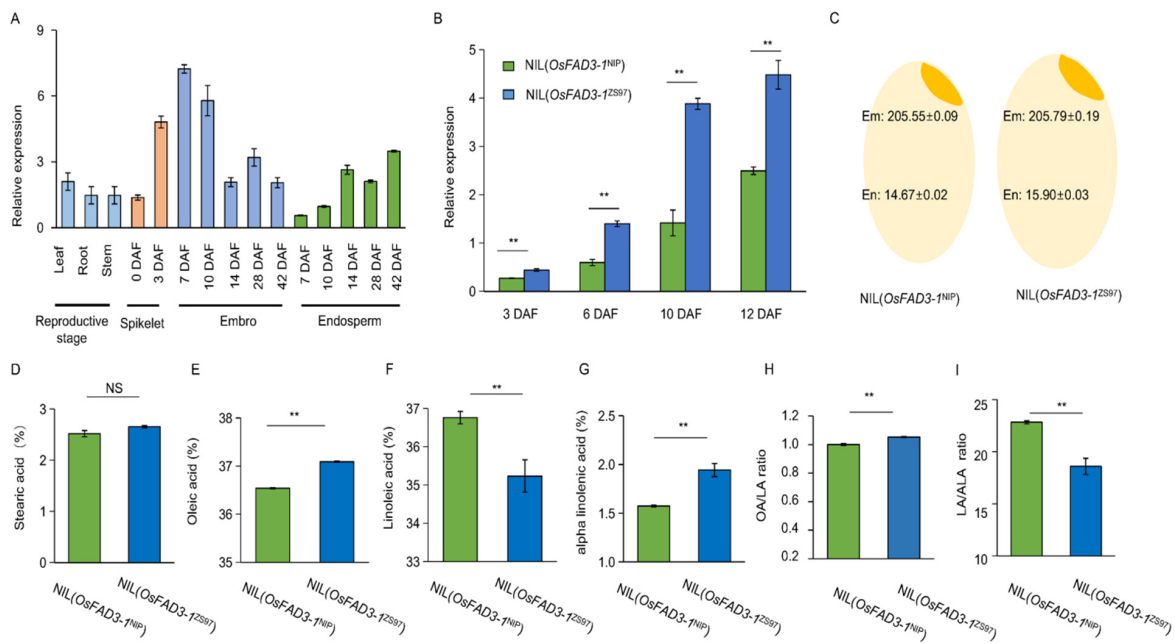 A
Relative expression
9
6
3
0
Leaf
Root
Stem
0 DAF
3 DAF
7 DAF
10 DAF
14 DAF
28 DAF
42 DAF
7 DAF
10 DAF
14 DAF
28 DAF
42 DAF
Reproductive
stage
Spikelet
Embro
Endosperm
B
Relative expression
5
4
3
2
1
0
NIL(OsFAD3-1NIP)
NIL(OsFAD3-1ZS97)
**
**
**
**
3 DAF
6 DAF
10 DAF
12 DAF
C
Em: 205.55±0.09
En: 14.67±0.02
NIL(OsFAD3-1NIP)
Em: 205.79±0.19
En: 15.90±0.03
NIL(OsFAD3-1ZS97)
D
Stearic acid (%)
3
2
1
0
NS
NIL(OsFAD3-1NIP)
NIL(OsFAD3-1ZS97)
E
Oleic acid (%)
38
37
36
35
**
NIL(OsFAD3-1NIP)
NIL(OsFAD3-1ZS97)
F
Linoleic acid (%)
37
36
35
34
33
**
NIL(OsFAD3-1NIP)
NIL(OsFAD3-1ZS97)
G
alpha linolenic acid (%)
2.5
2.0
1.5
1.0
**
NIL(OsFAD3-1NIP)
NIL(OsFAD3-1ZS97)
H
OA/LA ratio
1.2
1.0
0.8
0.6
0.4
0.2
**
NIL(OsFAD3-1NIP)
NIL(OsFAD3-1ZS97)
I
LA/ALA ratio
25
20
15
10
**
NIL(OsFAD3-1NIP)
NIL(OsFAD3-1ZS97)